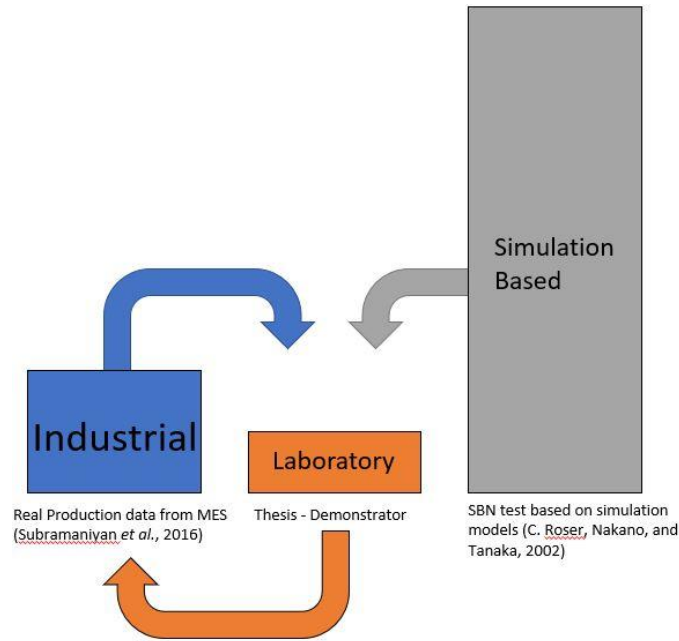 Simulation
Based
Industrial
Laboratory
Real Production data from MES
(Subramaniyan et al., 2016)
Thesis - Demonstrator
SBN test based on simulation
models (C. Roser, Nakano, and
Tanaka, 2002)